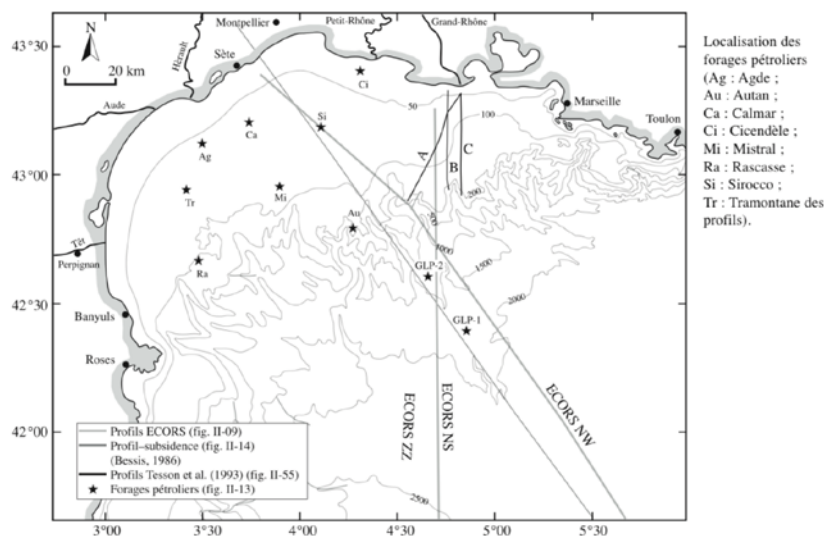 Montpellier
Petit-Rhône
Grand-Rhône
43°30'
N
Hérault
Sète
0 20 km
Ci
Marseille
Toulon
50
100
Aude
Ca
Si
Ag
A
B
C
43°00'
Tr
Mi
200
500
Au
1000
Têt
Perpignan
Ra
GLP-2
1500
2000
42°30'
Banyuls
GLP-1
Roses
ECORS ZZ
ECORS NS
ECORS NW
42°00'
Profils ECORS (fig. II-09)
Profil–subsidence (fig. II-14)
(Bessis, 1986)
Profils Tesson et al. (1993) (fig. II-55)
Forages pétroliers (fig. II-13)
2500
3°00' 3°30' 4°00' 4°30' 5°00' 5°30'
Localisation des
forages pétroliers
(Ag : Agde ;
Au : Autan ;
Ca : Calmar ;
Ci : Cicendèle ;
Mi : Mistral ;
Ra : Rascasse ;
Si : Sirocco ;
Tr : Tramontane des
profils).